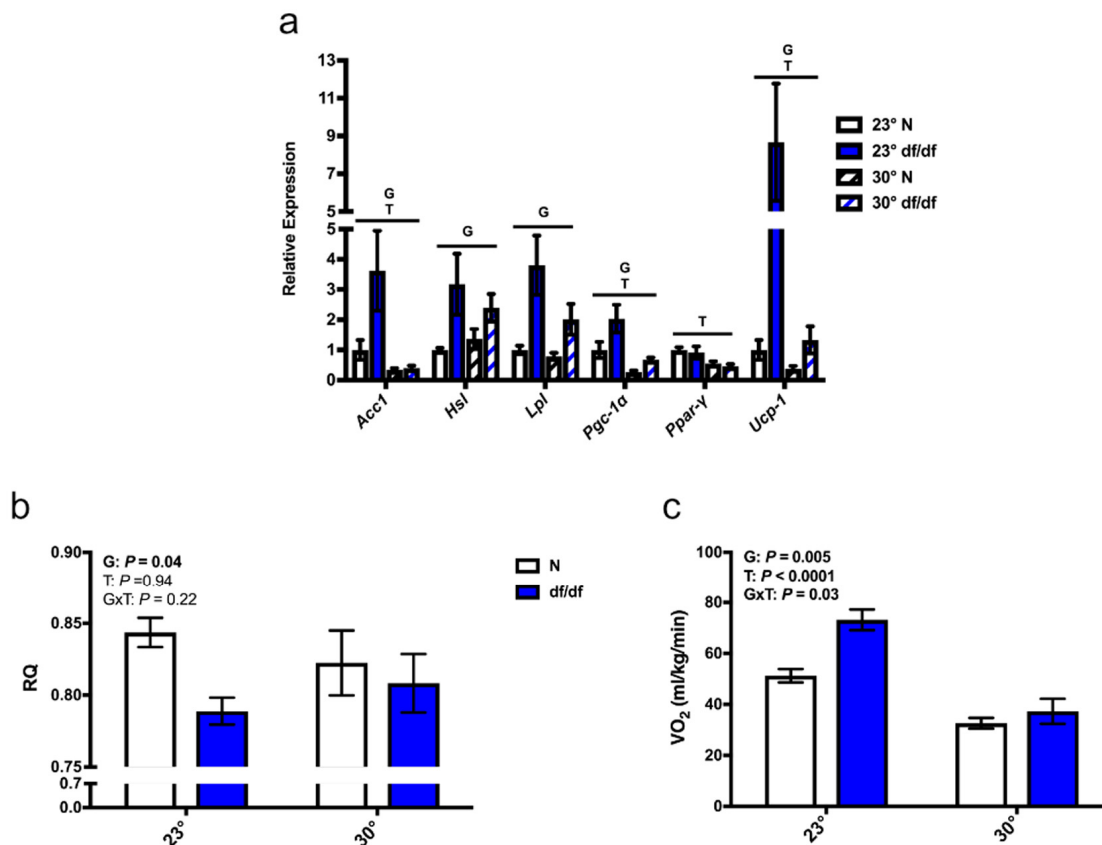 a
13
11
9
7
5
5
4
3
2
1
0
Relative Expression
G
T
G
G
G
T
T
G
T
Acc1
Hsl
Lpl
Pgc-1α
Ppar-γ
Ucp-1
23° N
23° df/df
30° N
30° df/df
b
0.90
0.85
0.80
0.75
0.7
0.0
RQ
G: P = 0.04
T: P =0.94
GxT: P = 0.22
23°
30°
N
df/df
c
100
80
60
40
20
0
VO₂ (ml/kg/min)
G: P = 0.005
T: P < 0.0001
GxT: P = 0.03
23°
30°